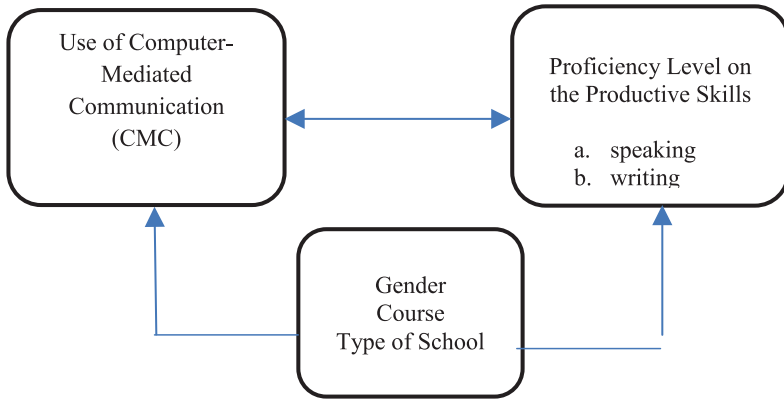 Use of Computer-
Mediated
Communication
(CMC)
Proficiency Level on
the Productive Skills
a. speaking
b. writing
Gender
Course
Type of School